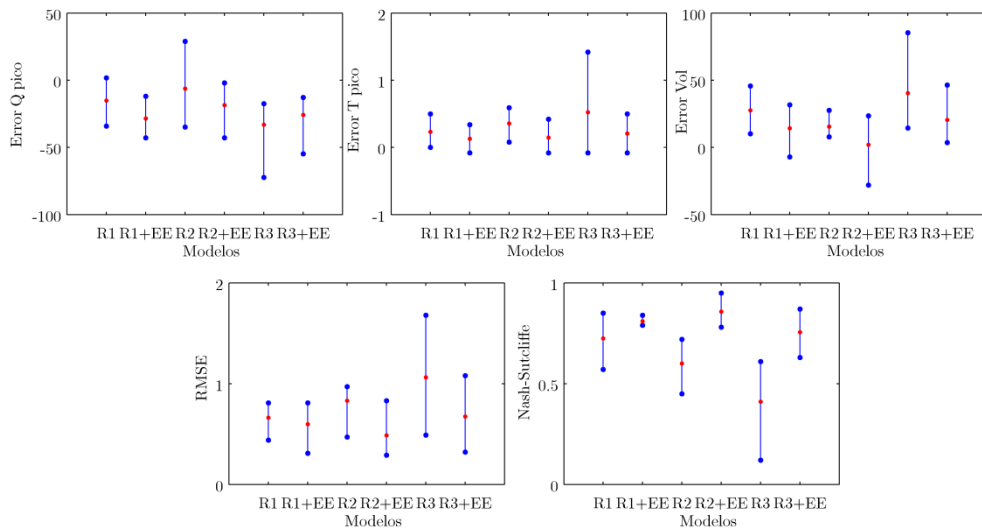 Error Q pico
50
0
-50
-100
R1 R1+EE R2 R2+EE R3 R3+EE
Modelos
Error T pico
2
1
0
-1
R1 R1+EE R2 R2+EE R3 R3+EE
Modelos
Error Vol
100
50
0
-50
R1 R1+EE R2 R2+EE R3 R3+EE
Modelos
RMSE
2
1
0
R1 R1+EE R2 R2+EE R3 R3+EE
Modelos
Nash-Sutcliffe
1
0.5
0
R1 R1+EE R2 R2+EE R3 R3+EE
Modelos